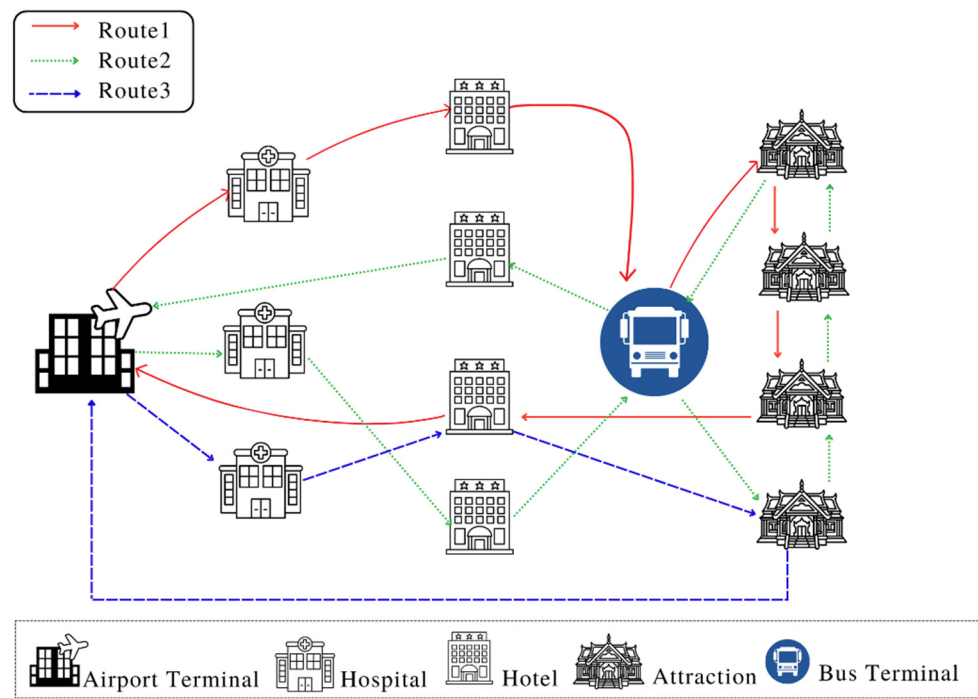 Route1
Route2
Route3
Airport Terminal Hospital Hotel Attraction Bus Terminal